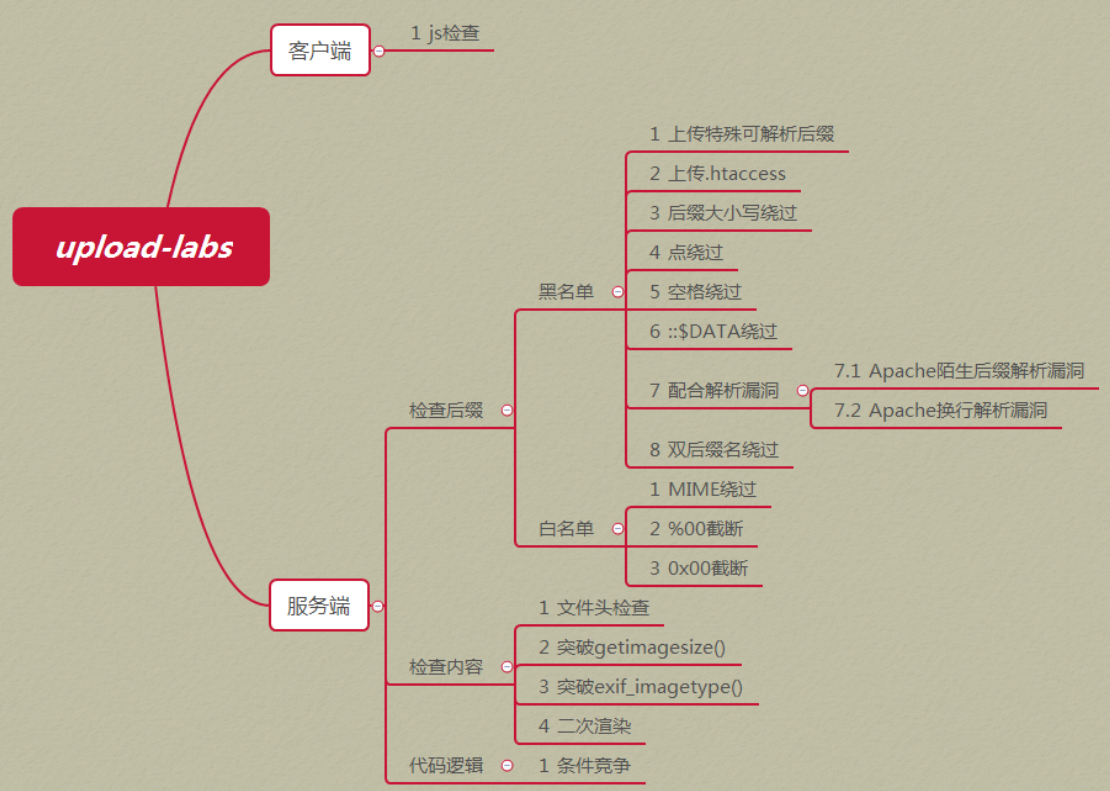 客户端
1 js检查
upload-labs
1 上传特殊可解析后缀
2 上传.htaccess
3 后缀大小写绕过
4 点绕过
黑名单
5 空格绕过
6 ::$DATA绕过
7 配合解析漏洞
7.1 Apache陌生后缀解析漏洞
7.2 Apache换行解析漏洞
检查后缀
8 双后缀名绕过
白名单
1 MIME绕过
2 %00截断
3 0x00截断
服务端
检查内容
1 文件头检查
2 突破getimagesize()
3 突破exif_imagetype()
4 二次渲染
代码逻辑
1 条件竞争